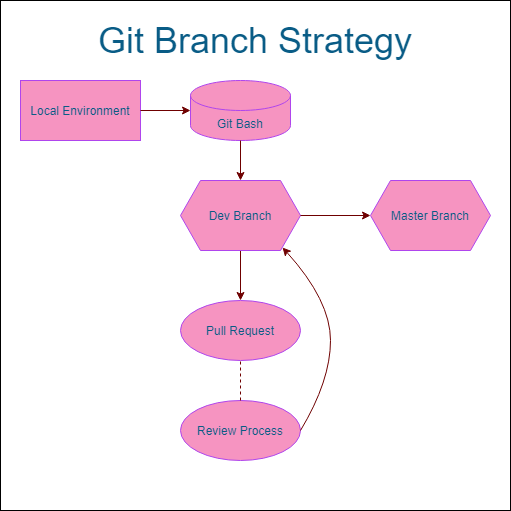 Git Branch Strategy
Local Environment
Git Bash
Dev Branch
Master Branch
Pull Request
Review Process